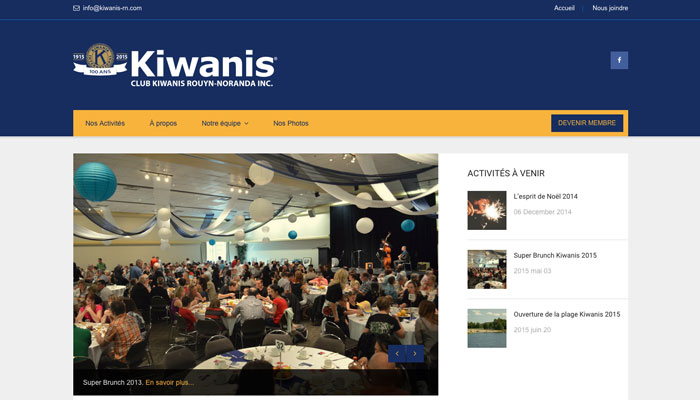 info@kiwanis-rn.com
Accueil
Nous joindre
1915 K 2015
100 ANS
Kiwanis
CLUB KIWANIS ROUYN-NORANDA INC.
f
Nos Activités
À propos
Notre équipe
Nos Photos
DEVENIR MEMBRE
ACTIVITÉS À VENIR
L'esprit de Noël 2014
06 December 2014
Super Brunch Kiwanis 2015
2015 mai 03
Ouverture de la plage Kiwanis 2015
2015 juin 20
Super Brunch 2013. En savoir plus...